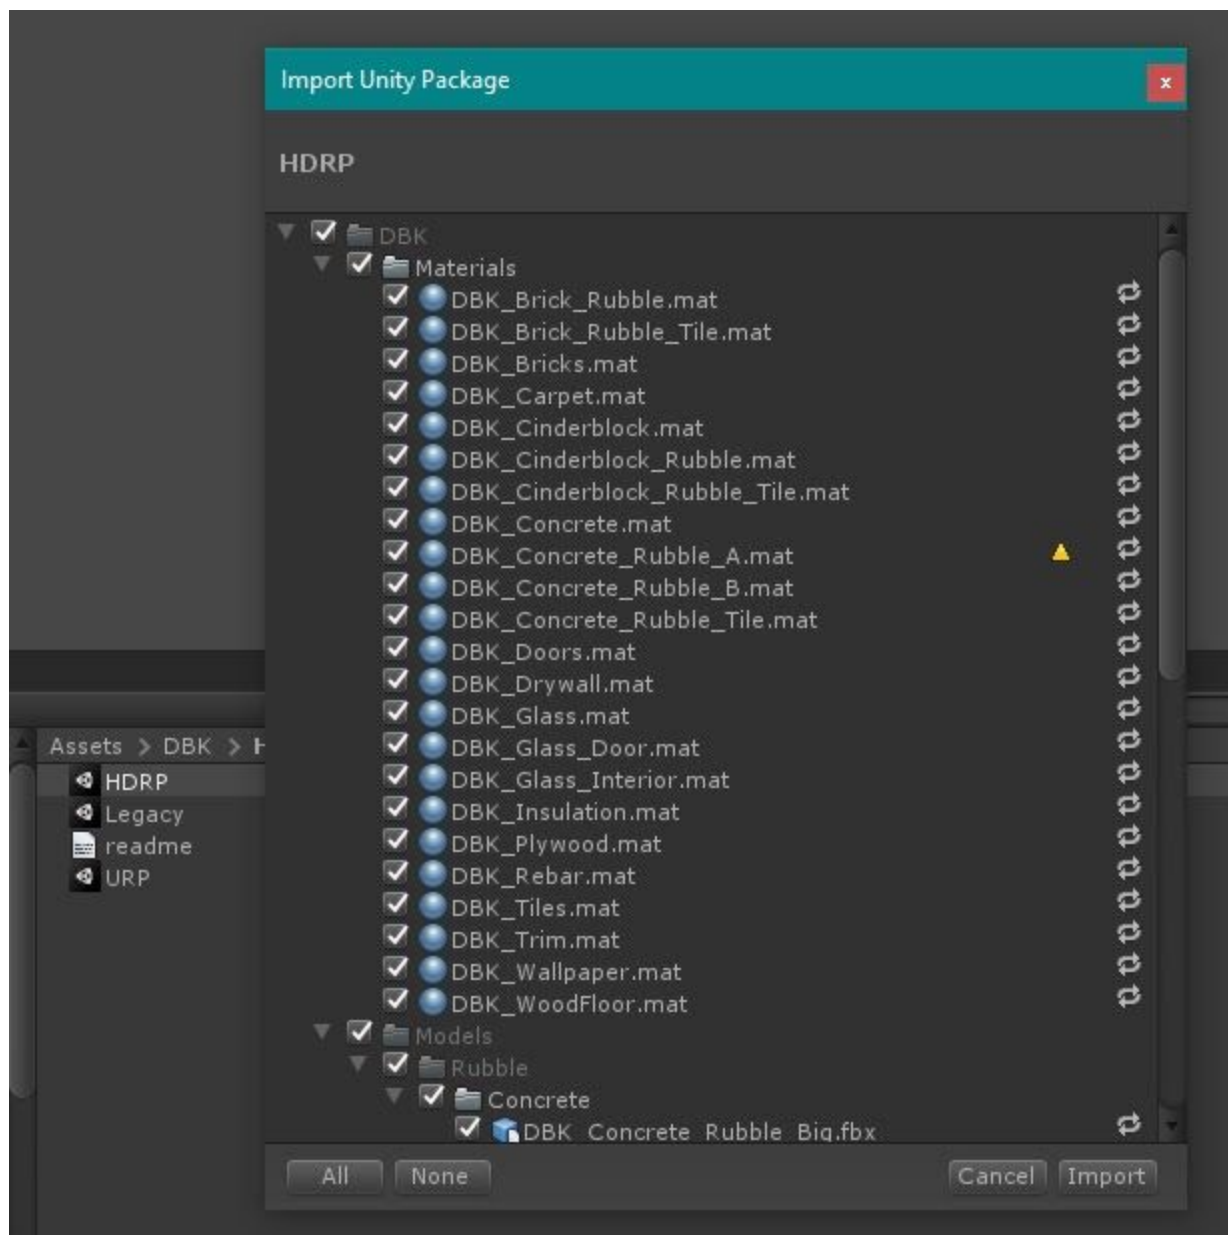 Import Unity Package
x
HDRP
DBK
Materials
DBK_Brick_Rubble.mat
DBK_Brick_Rubble_Tile.mat
DBK_Bricks.mat
DBK_Carpet.mat
DBK_Cinderblock.mat
DBK_Cinderblock_Rubble.mat
DBK_Cinderblock_Rubble_Tile.mat
DBK_Concrete.mat
DBK_Concrete_Rubble_A.mat
DBK_Concrete_Rubble_B.mat
DBK_Concrete_Rubble_Tile.mat
DBK_Doors.mat
DBK_Drywall.mat
DBK_Glass.mat
DBK_Glass_Door.mat
DBK_Glass_Interior.mat
DBK_Insulation.mat
DBK_Plywood.mat
DBK_Rebar.mat
DBK_Tiles.mat
DBK_Trim.mat
DBK_Wallpaper.mat
DBK_WoodFloor.mat
Models
Rubble
Concrete
DBK_Concrete_Rubble_Big.fbx
All None Cancel Import
Assets > DBK > H
HDRP
Legacy
readme
URP